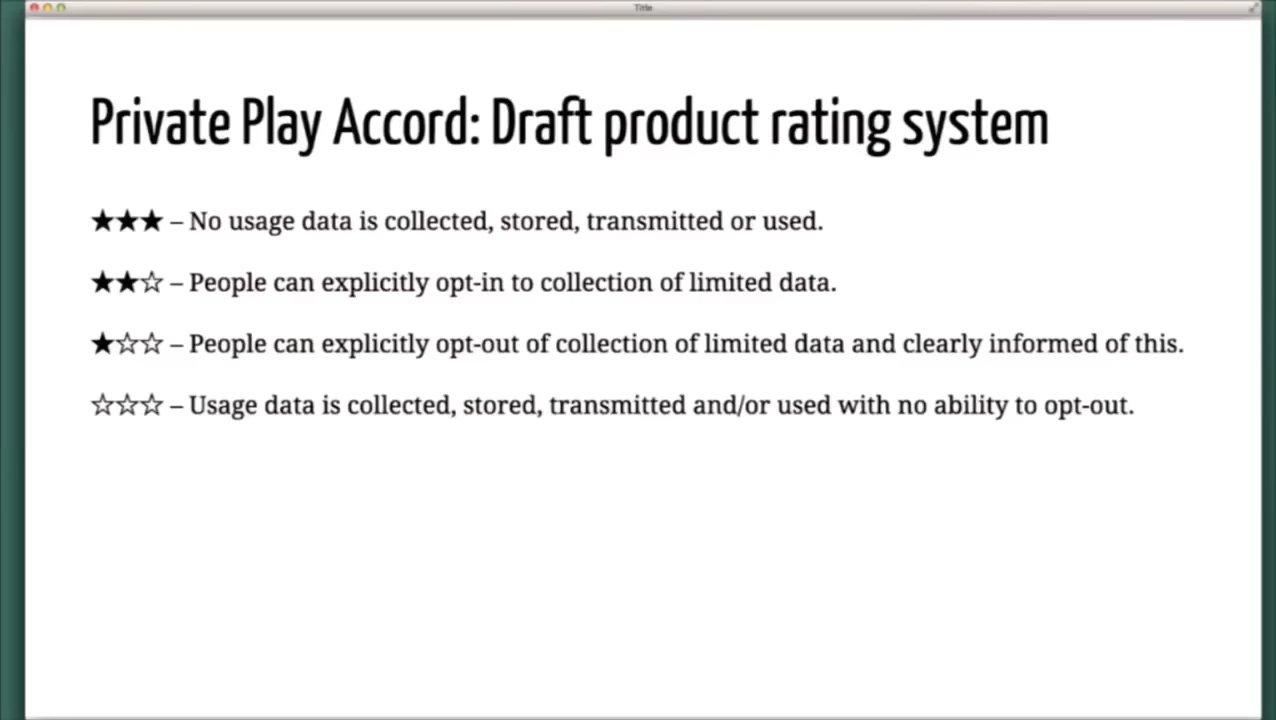 Title
Private Play Accord: Draft product rating system
★★★ – No usage data is collected, stored, transmitted or used.
★★☆ – People can explicitly opt-in to collection of limited data.
★☆☆ – People can explicitly opt-out of collection of limited data and clearly informed of this.
☆☆☆ – Usage data is collected, stored, transmitted and/or used with no ability to opt-out.